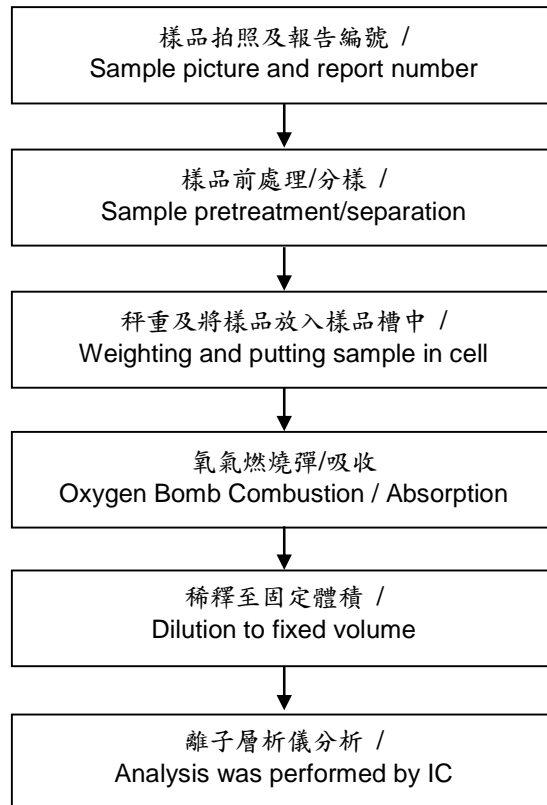 樣品拍照及報告編號 /
Sample picture and report number
樣品前處理/分樣 /
Sample pretreatment/separation
秤重及將樣品放入樣品槽中 /
Weighting and putting sample in cell
氧氣燃燒彈/吸收
Oxygen Bomb Combustion / Absorption
稀釋至固定體積 /
Dilution to fixed volume
離子層析儀分析 /
Analysis was performed by IC